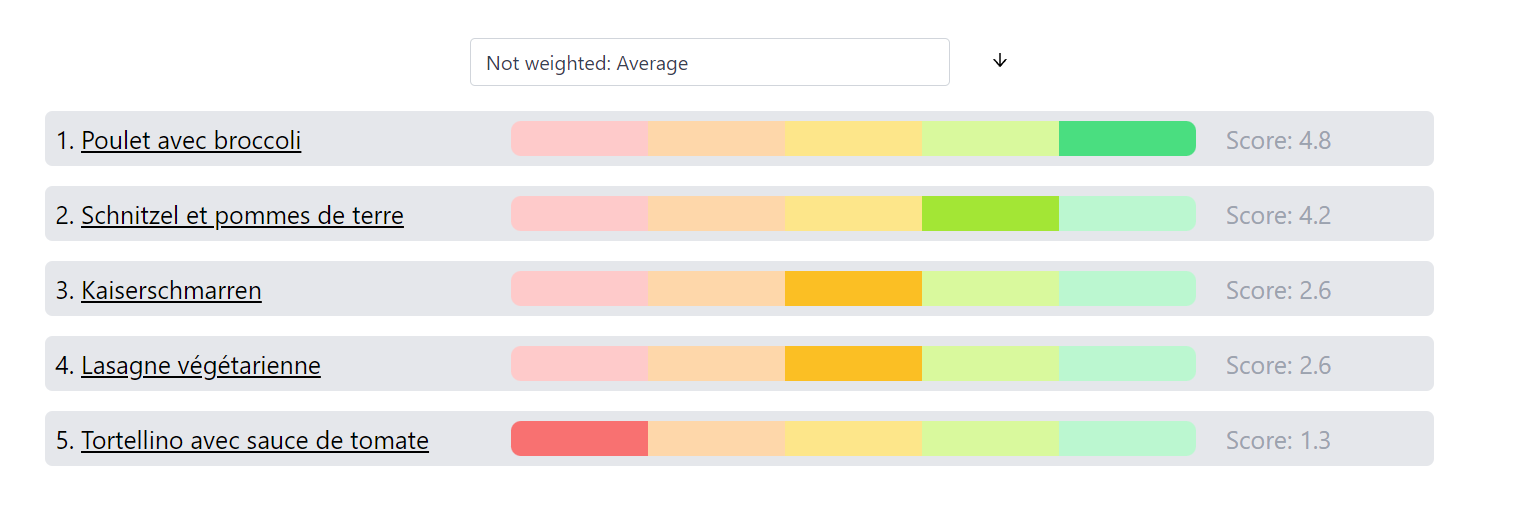 Not weighted: Average
1. Poulet avec broccoli Score: 4.8
2. Schnitzel et pommes de terre Score: 4.2
3. Kaiserschmarren Score: 2.6
4. Lasagne végétarienne Score: 2.6
5. Tortellino avec sauce de tomate Score: 1.3